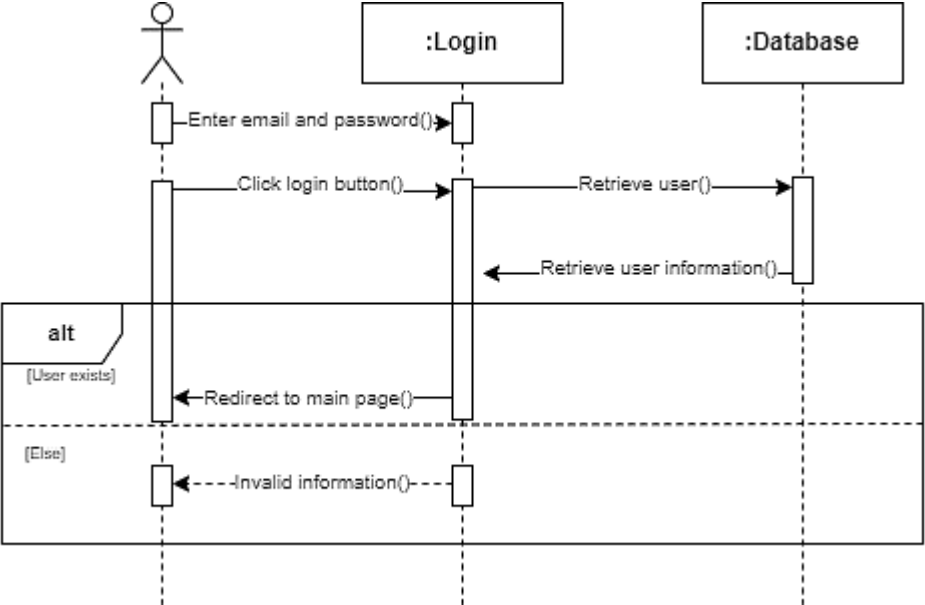 :Login
:Database
Enter email and password()
Click login button()
Retrieve user()
Retrieve user information()
alt
[User exists]
Redirect to main page()
[Else]
Invalid information()